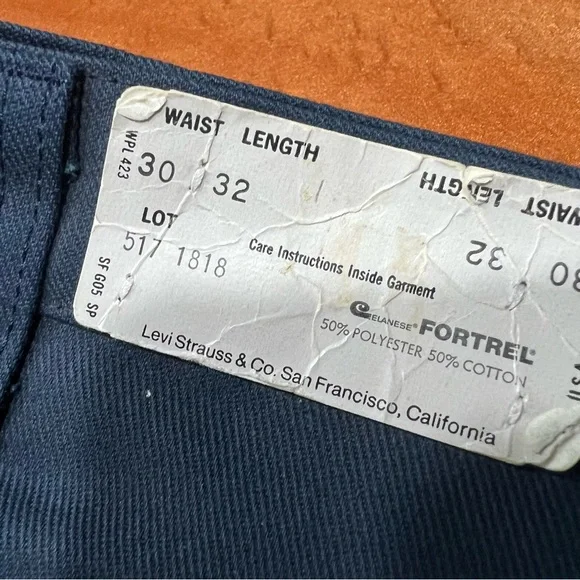 WAIST LENGTH
WPL 423
30 32
LOT
517 1818
SF G05 SP
Care Instructions Inside Garment
CELANESE® FORTREL®
50% POLYESTER 50% COTTON
Levi Strauss & Co. San Francisco, California
WAIST LENGTH
30 32